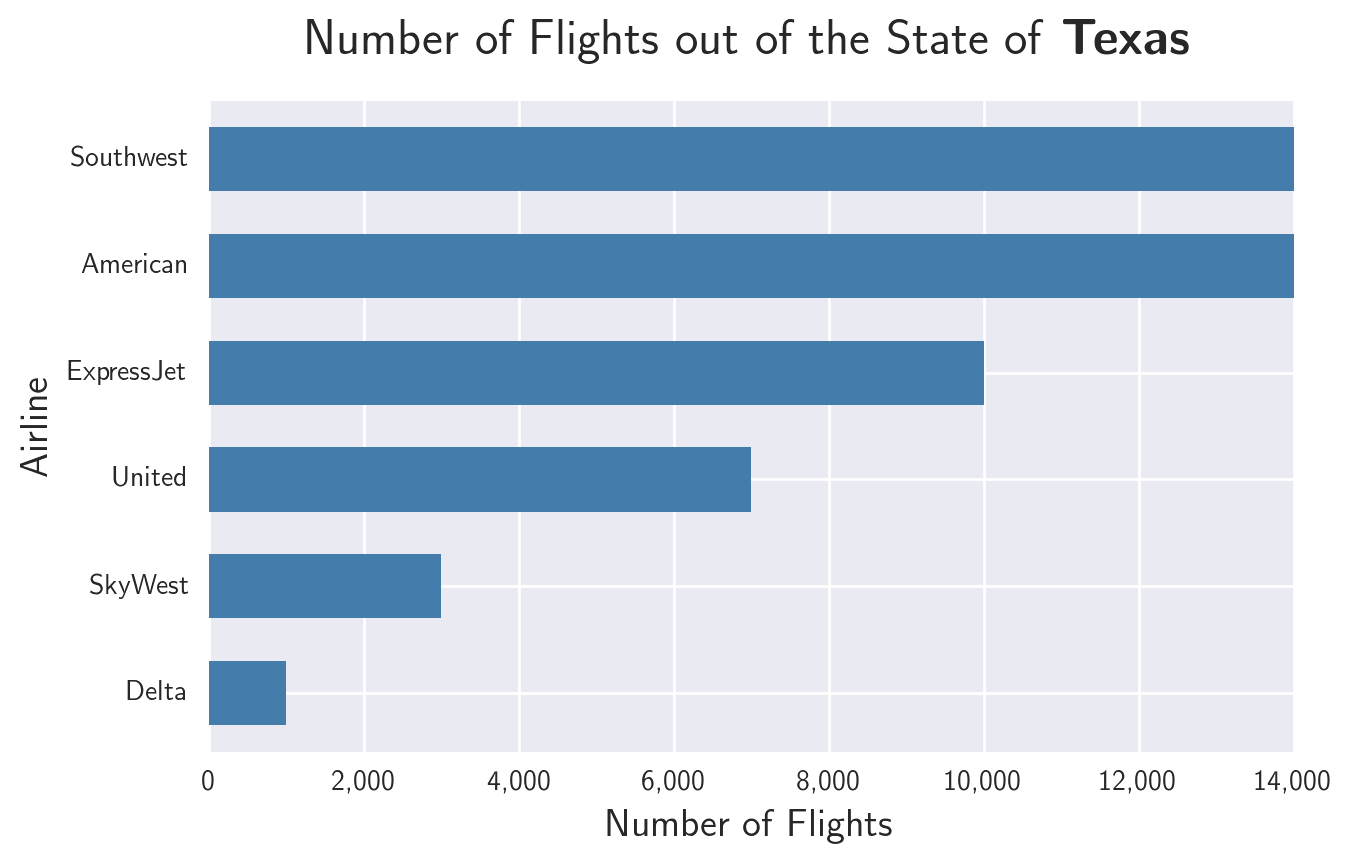 Number of Flights out of the State of Texas
Southwest
American
ExpressJet
United
SkyWest
Delta
Airline
0 2,000 4,000 6,000 8,000 10,000 12,000 14,000
Number of Flights